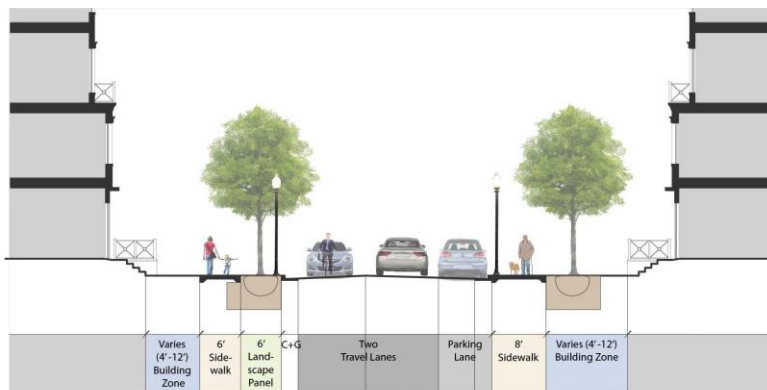 Varies
(4'-12')
Building
Zone
6'
Side-
walk
6'
Land-
scape
Panel
C+G
Two
Travel Lanes
Parking
Lane
8'
Sidewalk
Varies (4'-12')
Building Zone